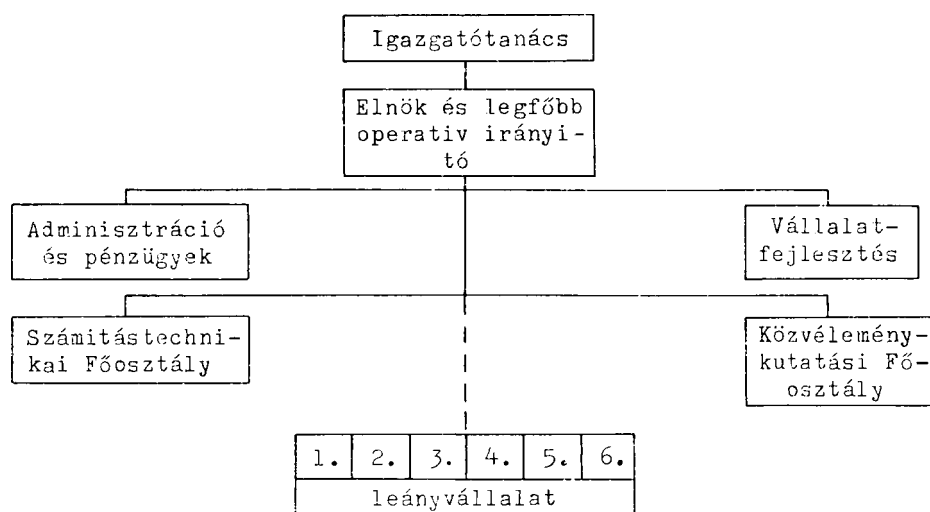 Igazgatótanács
Elnök és legfőbb
operativ irányi-
tó
Adminisztráció
és pénzügyek
Vállalat-
fejlesztés
Számitástechni-
kai Főosztály
Közvélemény-
kutatási Fő-
osztály
1. 2. 3. 4. 5. 6.
leányvállalat